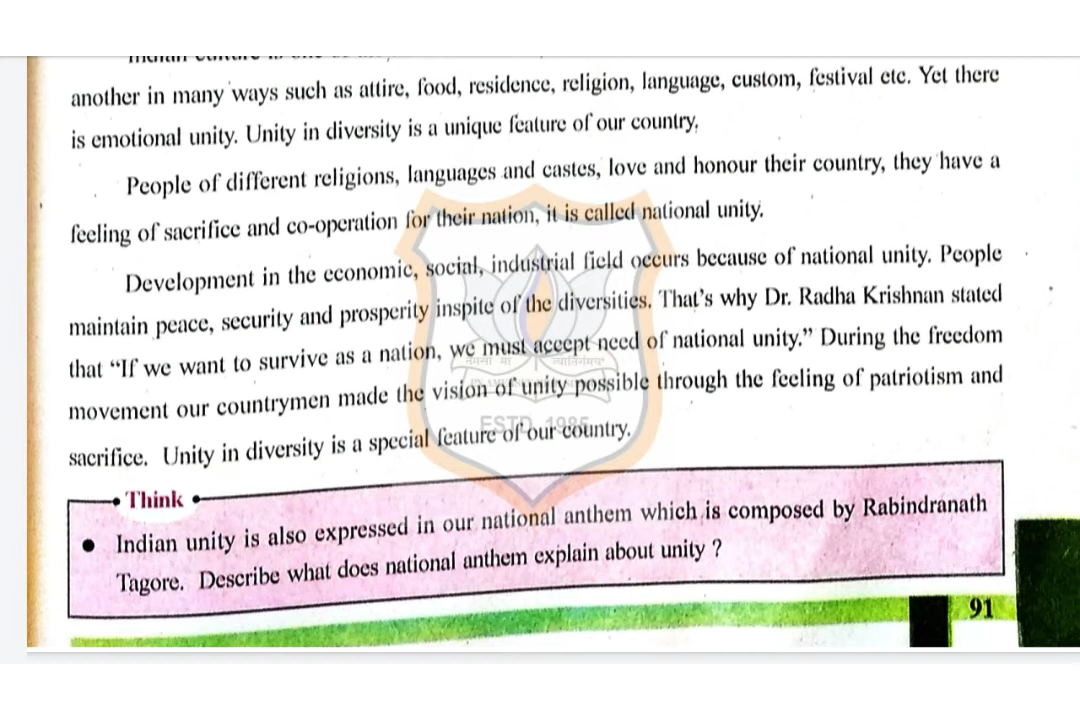 another in many ways such as attire, food, residence, religion, language, custom, festival etc. Yet there
is emotional unity. Unity in diversity is a unique feature of our country.
People of different religions, languages and castes, love and honour their country, they have a
feeling of sacrifice and co-operation for their nation, it is called national unity.
Development in the economic, social, industrial field occurs because of national unity. People
maintain peace, security and prosperity inspite of the diversities. That's why Dr. Radha Krishnan stated
that “If we want to survive as a nation, we must accept need of national unity.” During the freedom
movement our countrymen made the vision of unity possible through the feeling of patriotism and
ESTD. 1985
sacrifice. Unity in diversity is a special feature of our country.
Think
• Indian unity is also expressed in our national anthem which is composed by Rabindranath
Tagore. Describe what does national anthem explain about unity ?
91